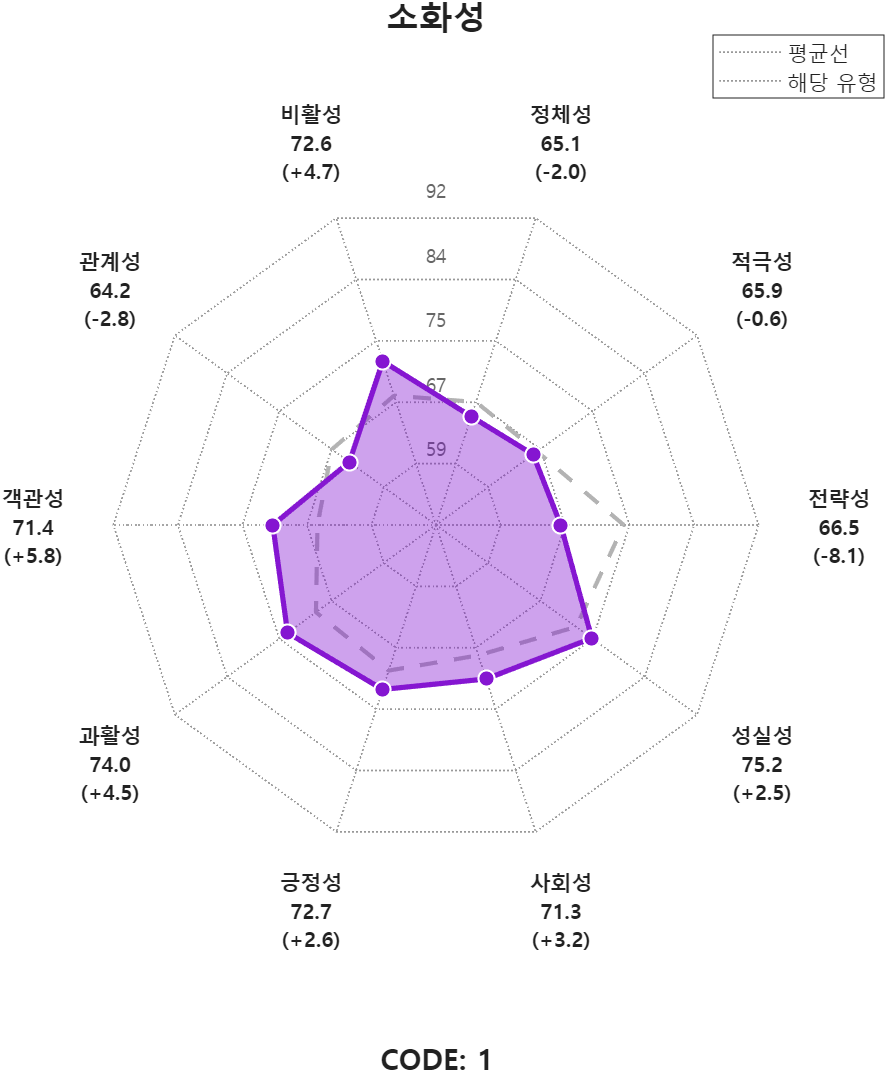 소화성
평균선
해당 유형
비활성
72.6
(+4.7)
정체성
65.1
(-2.0)
92
84
75
67
59
관계성
64.2
(-2.8)
적극성
65.9
(-0.6)
객관성
71.4
(+5.8)
전략성
66.5
(-8.1)
과활성
74.0
(+4.5)
성실성
75.2
(+2.5)
긍정성
72.7
(+2.6)
사회성
71.3
(+3.2)
CODE: 1